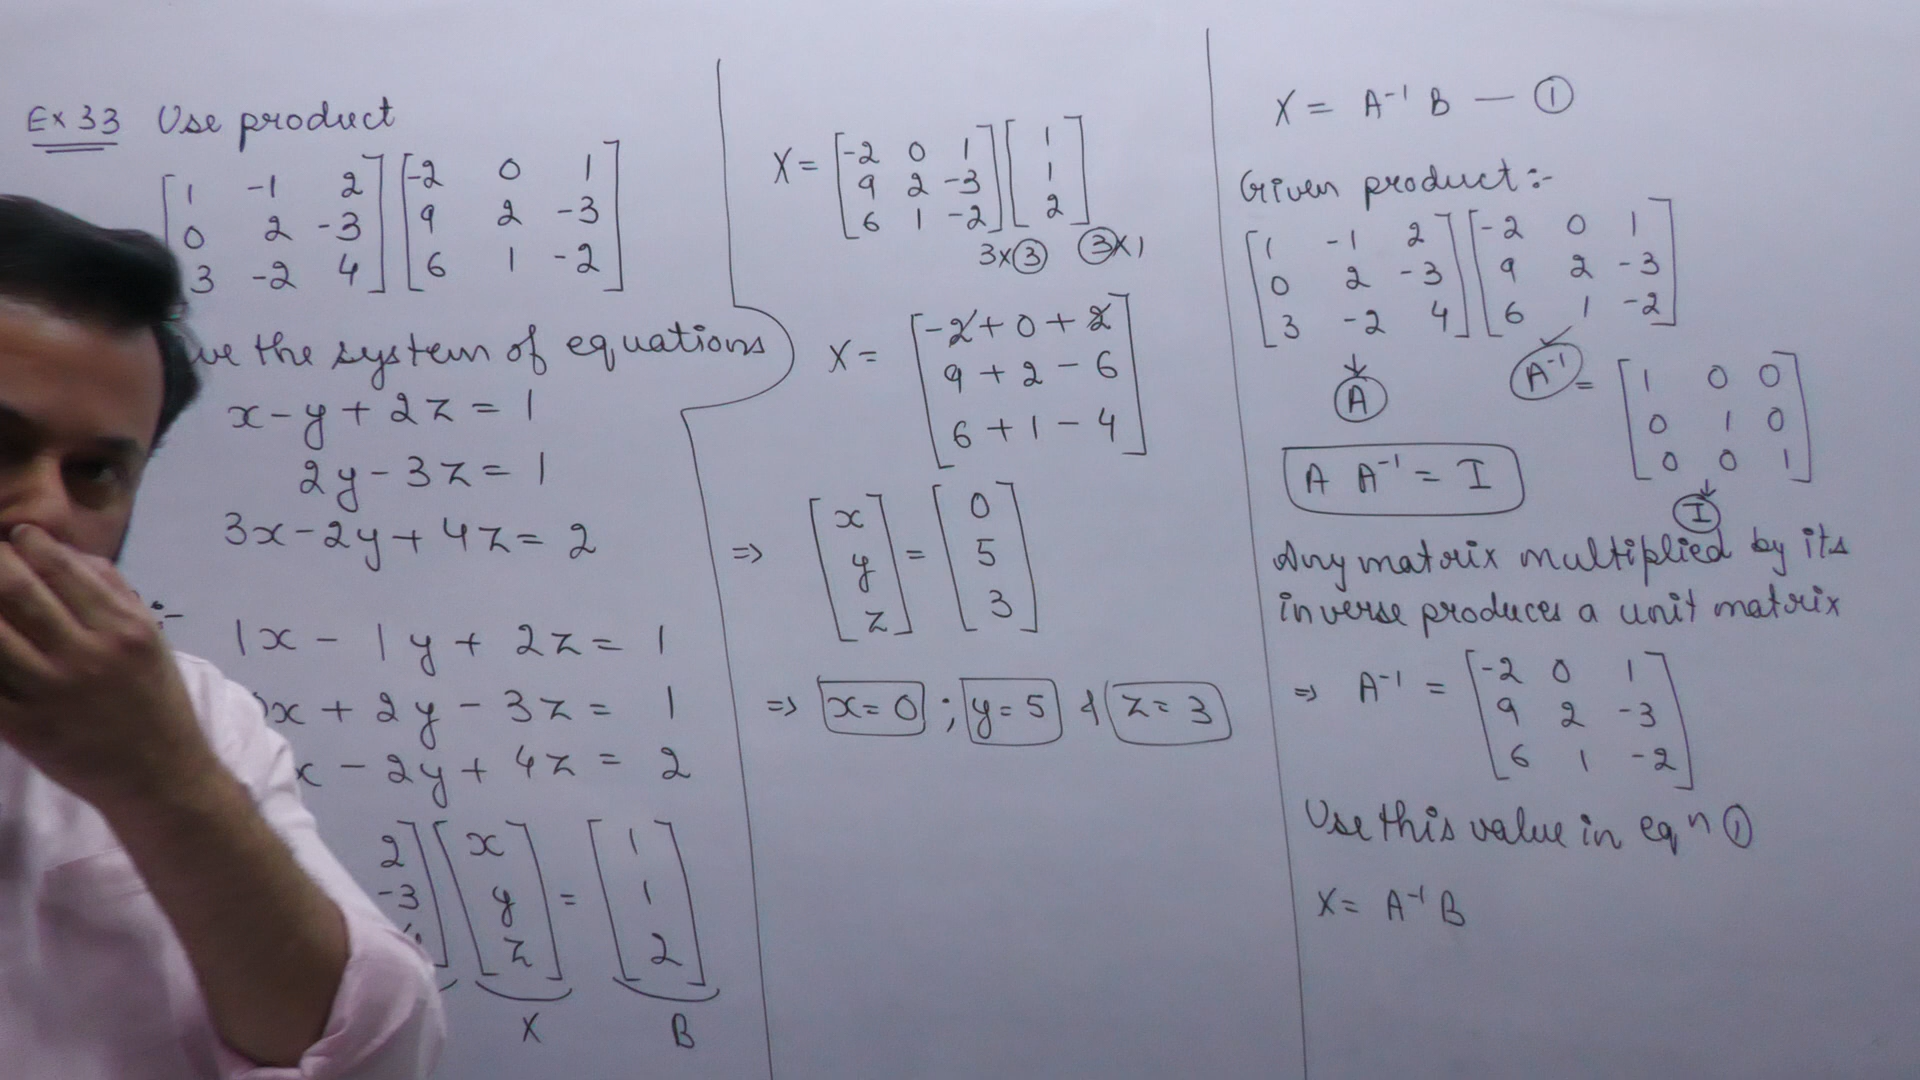 Ex 33 Use product
[1 -1 2] [-2 0 1]
[0 2 -3] [9 2 -3]
[3 -2 4] [6 1 -2]
ve the system of equations
x - y + 2z = 1
2y - 3z = 1
3x - 2y + 4z = 2
:-
1x - 1y + 2z = 1
x + 2y - 3z = 1
x - 2y + 4z = 2
2] [x] = [1]
-3] [y] [1]
] [z] [2]
X B
X = [-2 0 1] [1]
[9 2 -3] [1]
[6 1 -2] [2]
3×3 3×1
X = [-2 + 0 + 2]
[9 + 2 - 6]
[6 + 1 - 4]
⇒ [x] = [0]
[y] [5]
[z] [3]
⇒ x = 0 ; y = 5 & z = 3
X = A⁻¹ B — ①
Given product :-
[1 -1 2] [-2 0 1]
[0 2 -3] [9 2 -3]
[3 -2 4] [6 1 -2]
↓ A ↙ A⁻¹ = [1 0 0]
[0 1 0]
[0 0 1]
↓ I
A A⁻¹ = I
Any matrix multiplied by its
inverse produces a unit matrix
⇒ A⁻¹ = [-2 0 1]
[9 2 -3]
[6 1 -2]
Use this value in eqⁿ ①
X = A⁻¹ B